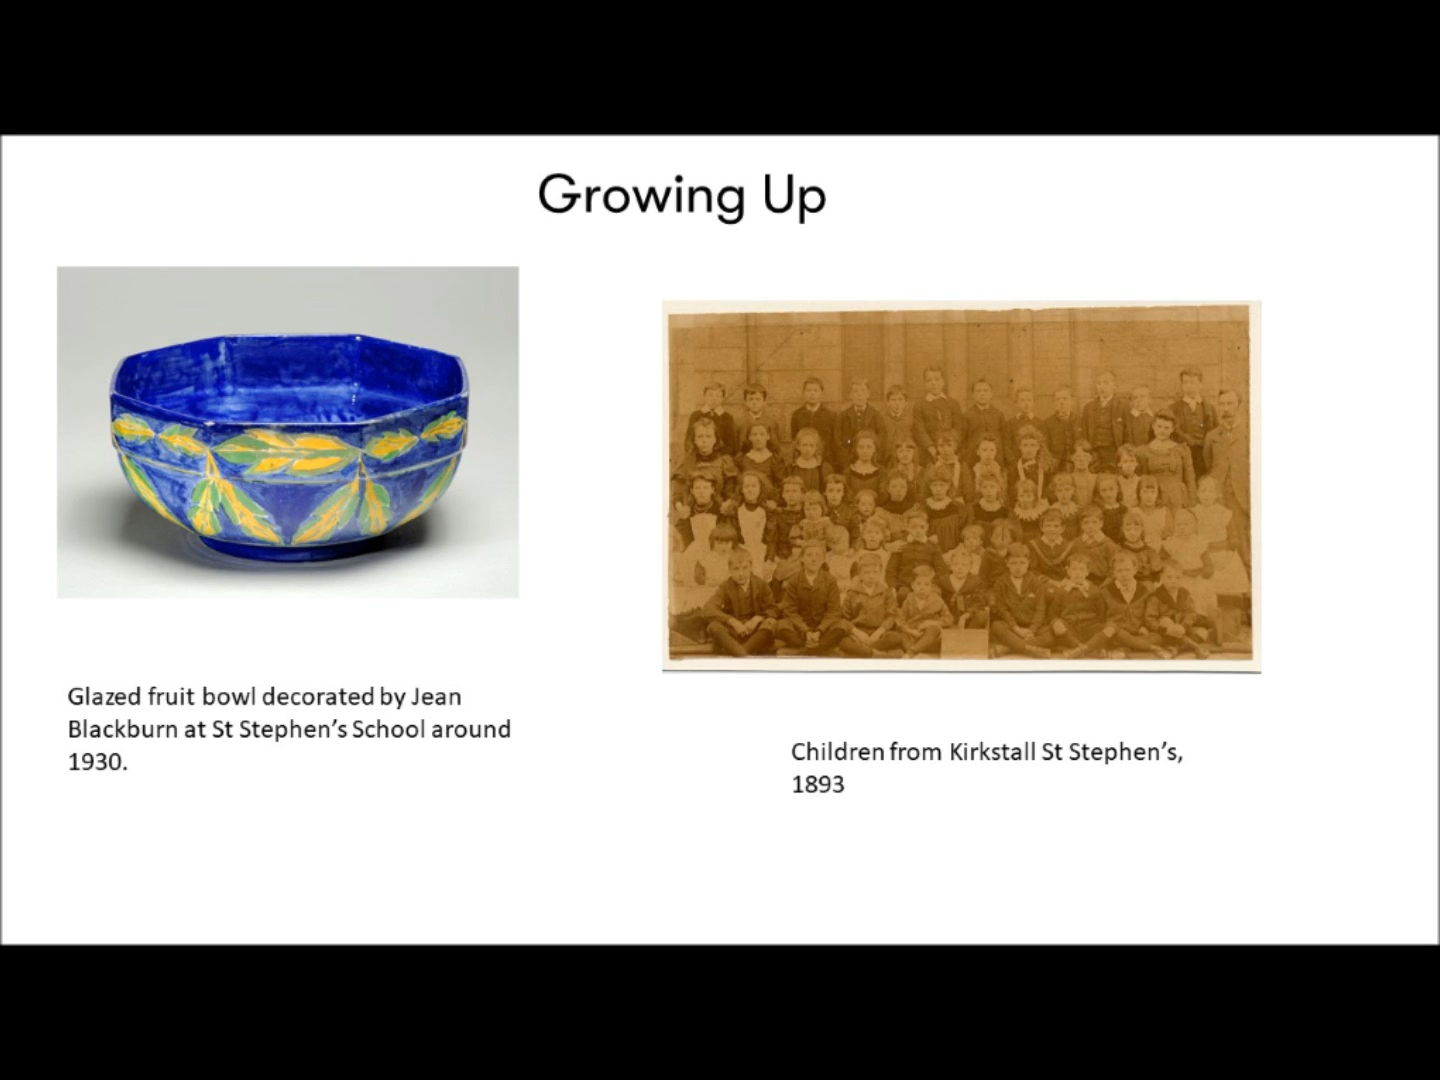 Growing Up
Glazed fruit bowl decorated by Jean
Blackburn at St Stephen’s School around
1930.
Children from Kirkstall St Stephen’s,
1893